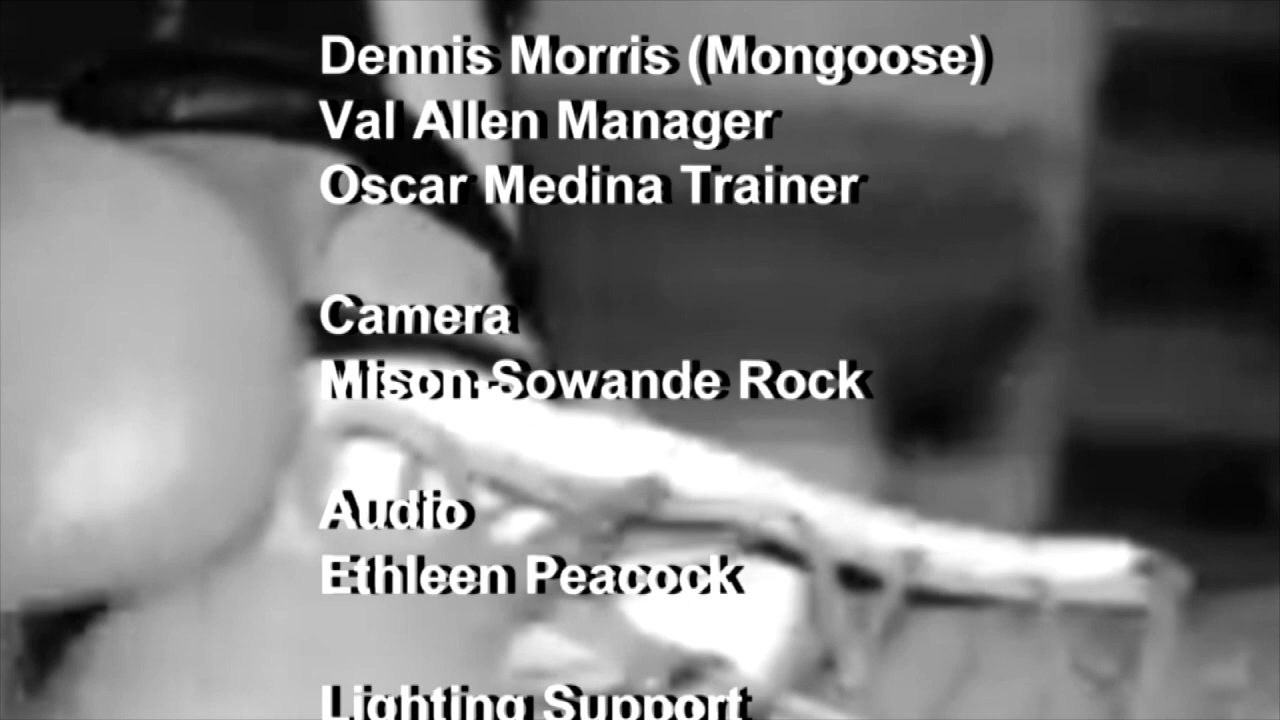 Dennis Morris (Mongoose)
Val Allen Manager
Oscar Medina Trainer
Camera
Mison-Sowande Rock
Audio
Ethleen Peacock
Lighting Support